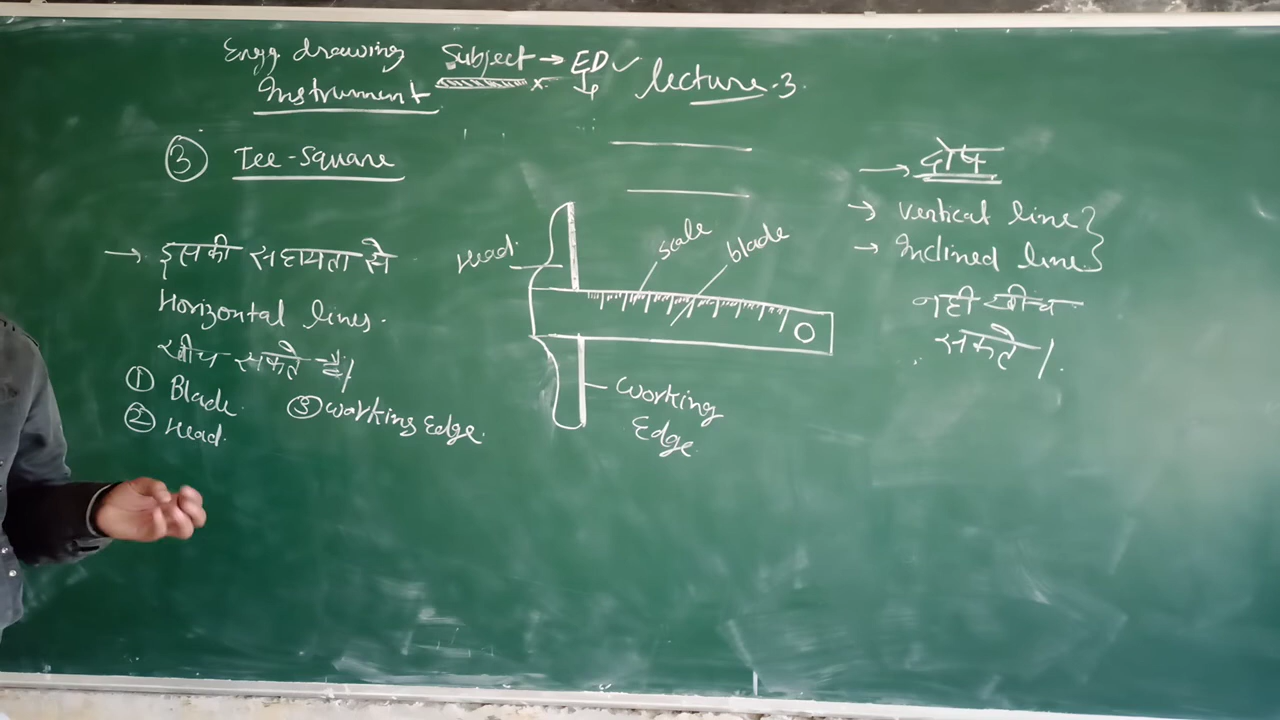 Engg drawing
Instrument
Subject → ED ✓
Lecture-3.
③ Tee-Square
→ इसकी सहायता से
Horizontal lines.
खीच सकते है।
① Blade.
② Head.
③ Working Edge.
Head.
scale
blade
Working
Edge.
→ दोष
→ Vertical line }
→ Inclined line. }
नही खीच
सकते।.